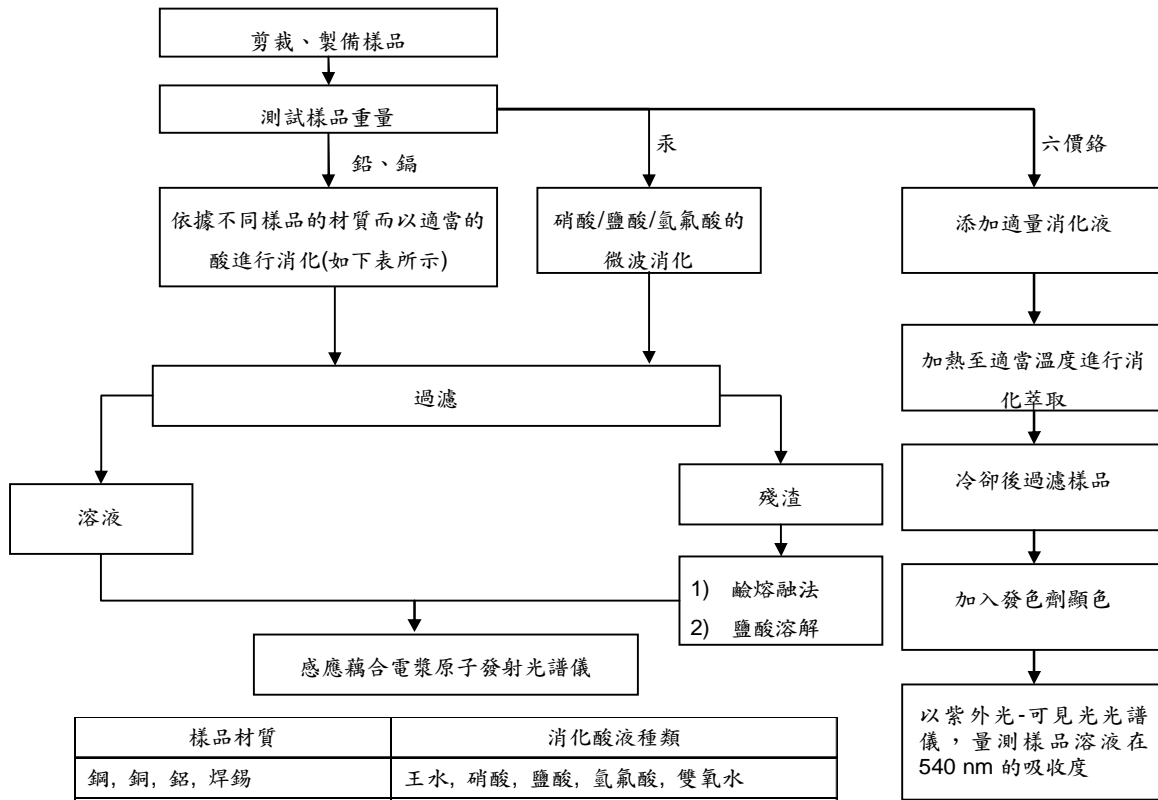 剪裁、製備樣品
測試樣品重量
鉛、鎘
汞
六價鉻
依據不同樣品的材質而以適當的
酸進行消化(如下表所示)
硝酸/鹽酸/氫氟酸的
微波消化
添加適量消化液
加熱至適當溫度進行消
化萃取
過濾
冷卻後過濾樣品
溶液
殘渣
1) 鹼熔融法
2) 鹽酸溶解
加入發色劑顯色
感應藕合電漿原子發射光譜儀
以紫外光-可見光光譜
儀，量測樣品溶液在
540 nm 的吸收度
樣品材質 消化酸液種類
鋼, 銅, 鋁, 焊錫 王水, 硝酸, 鹽酸, 氫氟酸, 雙氧水